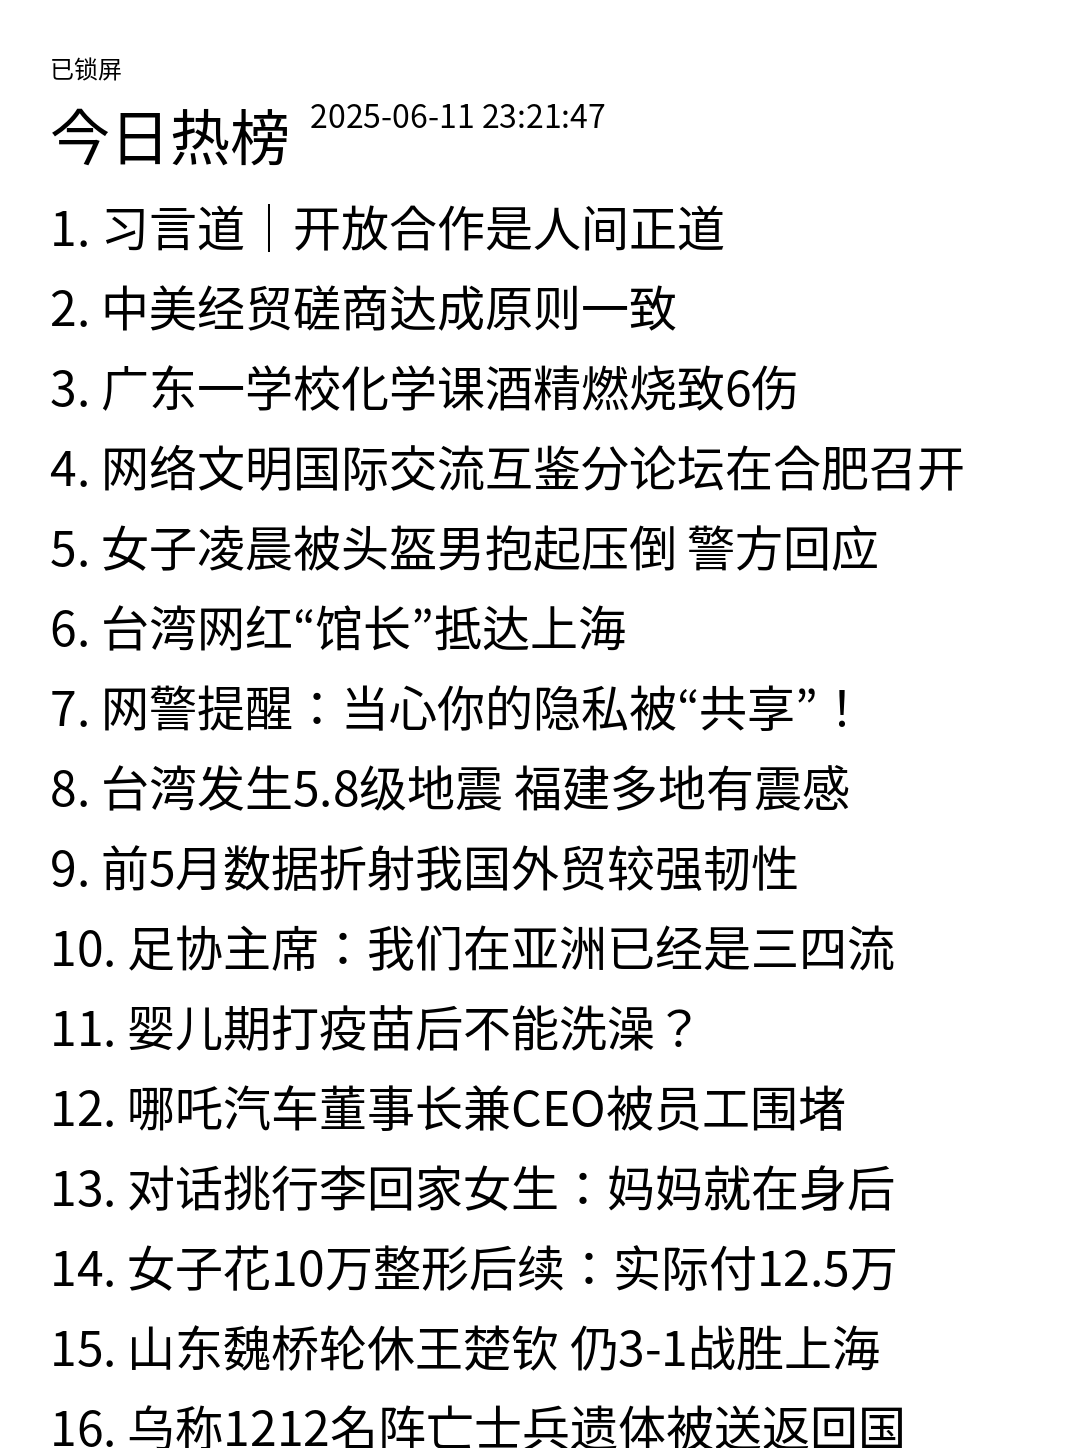 已锁屏
今日热榜 2025-06-11 23:21:47
1. 习言道｜开放合作是人间正道
2. 中美经贸磋商达成原则一致
3. 广东一学校化学课酒精燃烧致6伤
4. 网络文明国际交流互鉴分论坛在合肥召开
5. 女子凌晨被头盔男抱起压倒 警方回应
6. 台湾网红“馆长”抵达上海
7. 网警提醒：当心你的隐私被“共享”！
8. 台湾发生5.8级地震 福建多地有震感
9. 前5月数据折射我国外贸较强韧性
10. 足协主席：我们在亚洲已经是三四流
11. 婴儿期打疫苗后不能洗澡？
12. 哪吒汽车董事长兼CEO被员工围堵
13. 对话挑行李回家女生：妈妈就在身后
14. 女子花10万整形后续：实际付12.5万
15. 山东魏桥轮休王楚钦 仍3-1战胜上海
16. 乌称1212名阵亡士兵遗体被送返回国